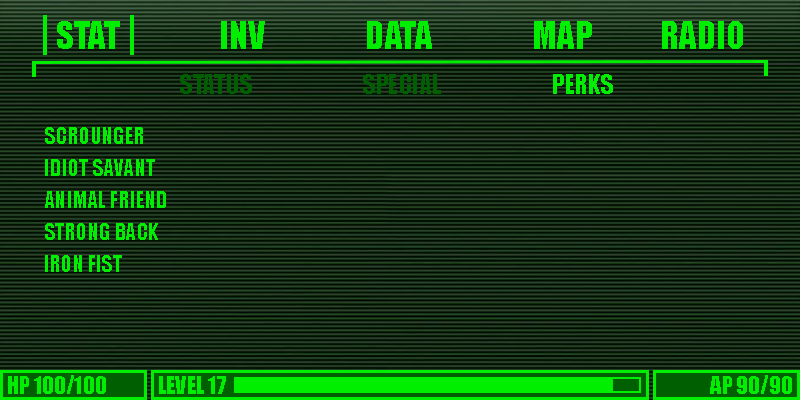 STAT INV DATA MAP RADIO
STATUS SPECIAL PERKS
SCROUNGER
IDIOT SAVANT
ANIMAL FRIEND
STRONG BACK
IRON FIST
HP 100/100 LEVEL 17 AP 90/90